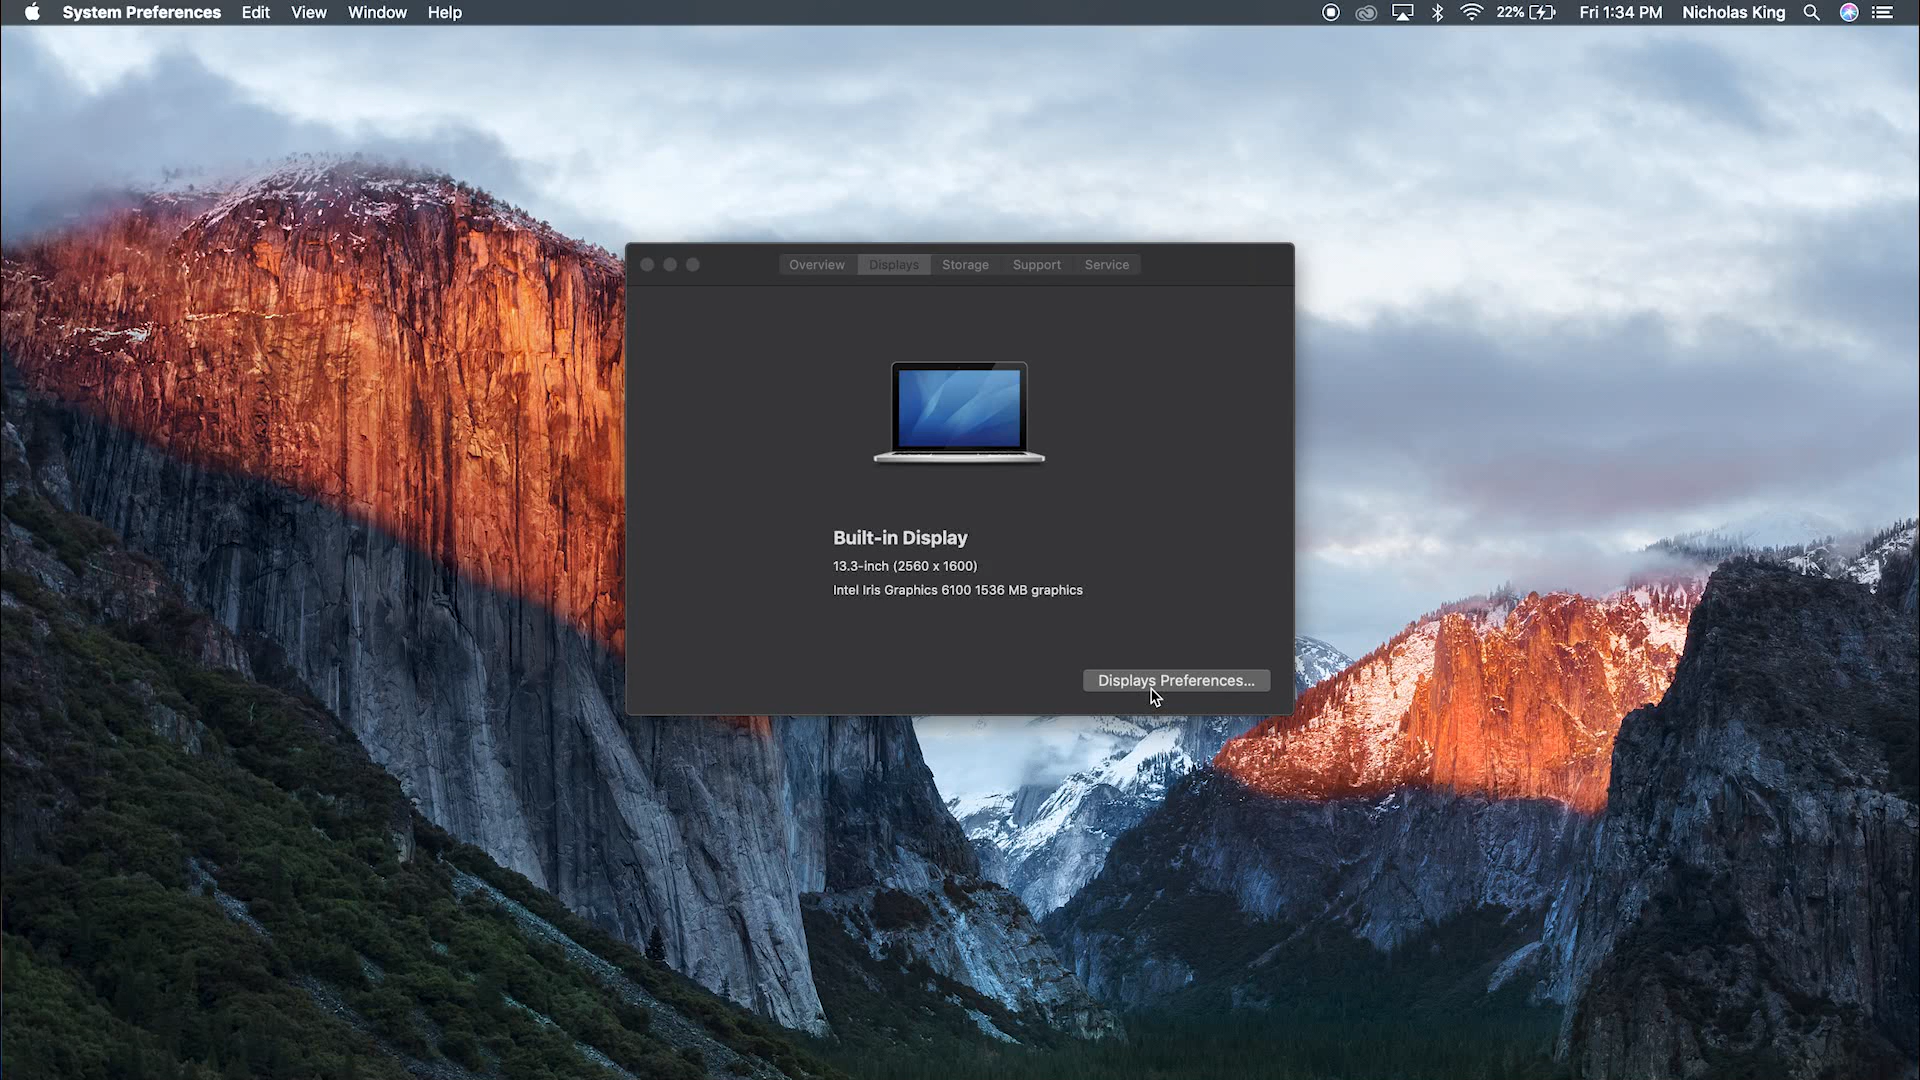 System Preferences Edit View Window Help 22% Fri 1:34 PM Nicholas King
Overview Displays Storage Support Service
Built-in Display
13.3-inch (2560 x 1600)
Intel Iris Graphics 6100 1536 MB graphics
Displays Preferences...